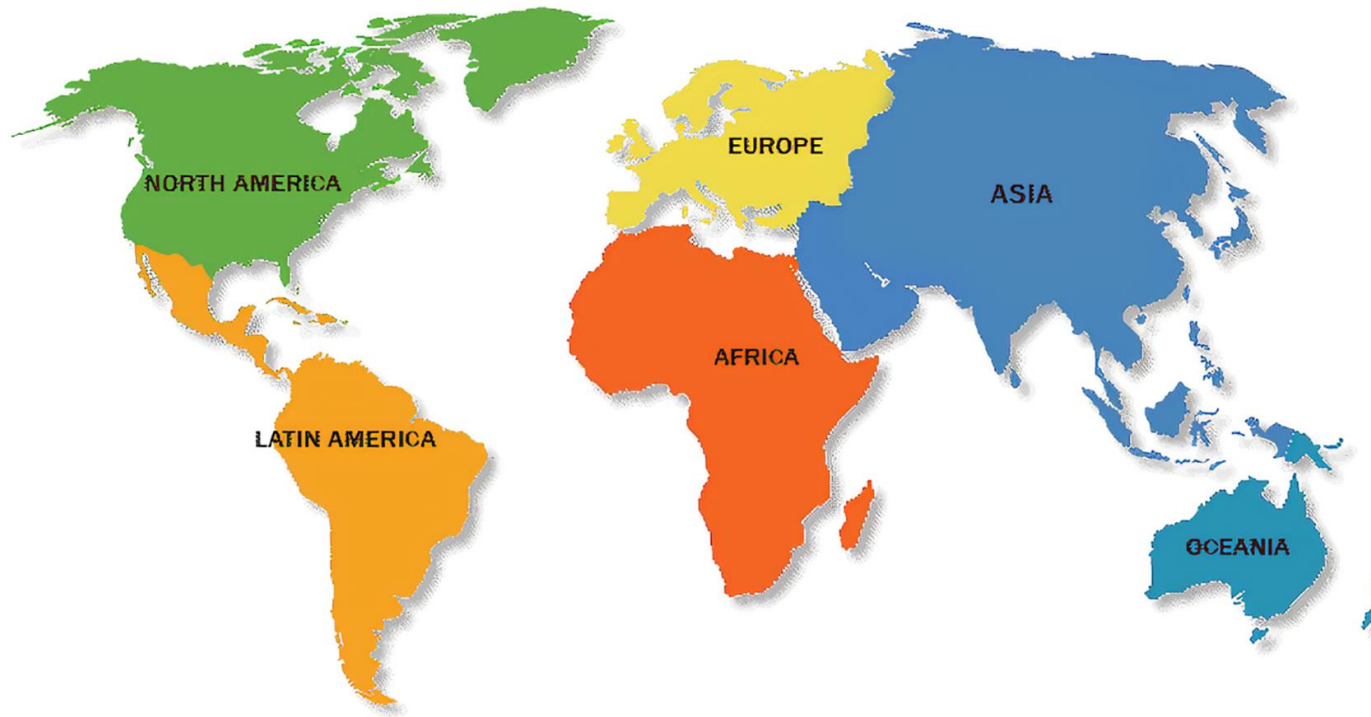 EUROPE
NORTH AMERICA
ASIA
AFRICA
LATIN AMERICA
OCEANIA